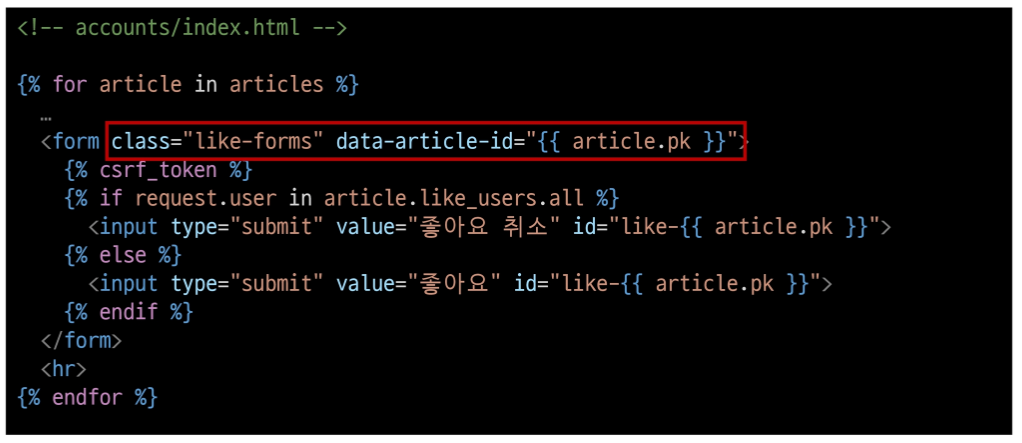 <!-- accounts/index.html -->
{% for article in articles %}
…
<form class="like-forms" data-article-id="{{ article.pk }}">
{% csrf_token %}
{% if request.user in article.like_users.all %}
<input type="submit" value="좋아요 취소" id="like-{{ article.pk }}">
{% else %}
<input type="submit" value="좋아요" id="like-{{ article.pk }}">
{% endif %}
</form>
<hr>
{% endfor %}